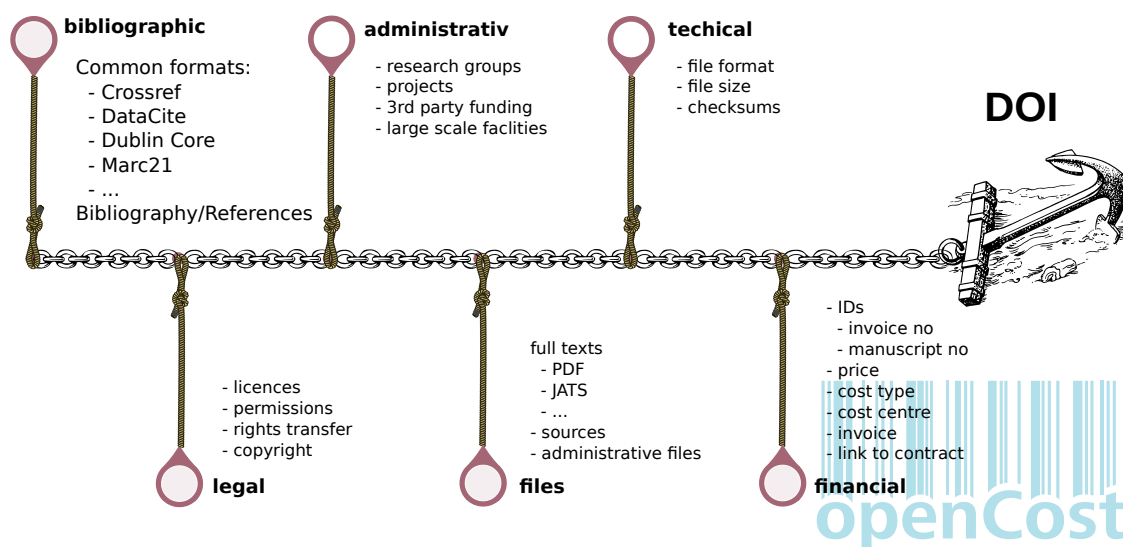 bibliographic
Common formats:
- Crossref
- DataCite
- Dublin Core
- Marc21
- ...
Bibliography/References
administrativ
- research groups
- projects
- 3rd party funding
- large scale faclities
techical
- file format
- file size
- checksums
DOI
- licences
- permissions
- rights transfer
- copyright
legal
full texts
- PDF
- JATS
- ...
- sources
- administrative files
files
- IDs
- invoice no
- manuscript no
- price
- cost type
- cost centre
- invoice
- link to contract
financial
openCost